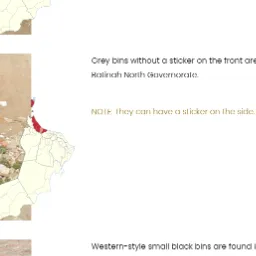 Grey bins without a sticker on the front are
Batinah North Governorate.
NOTE: They can have a sticker on the side.
Western-style small black bins are found i